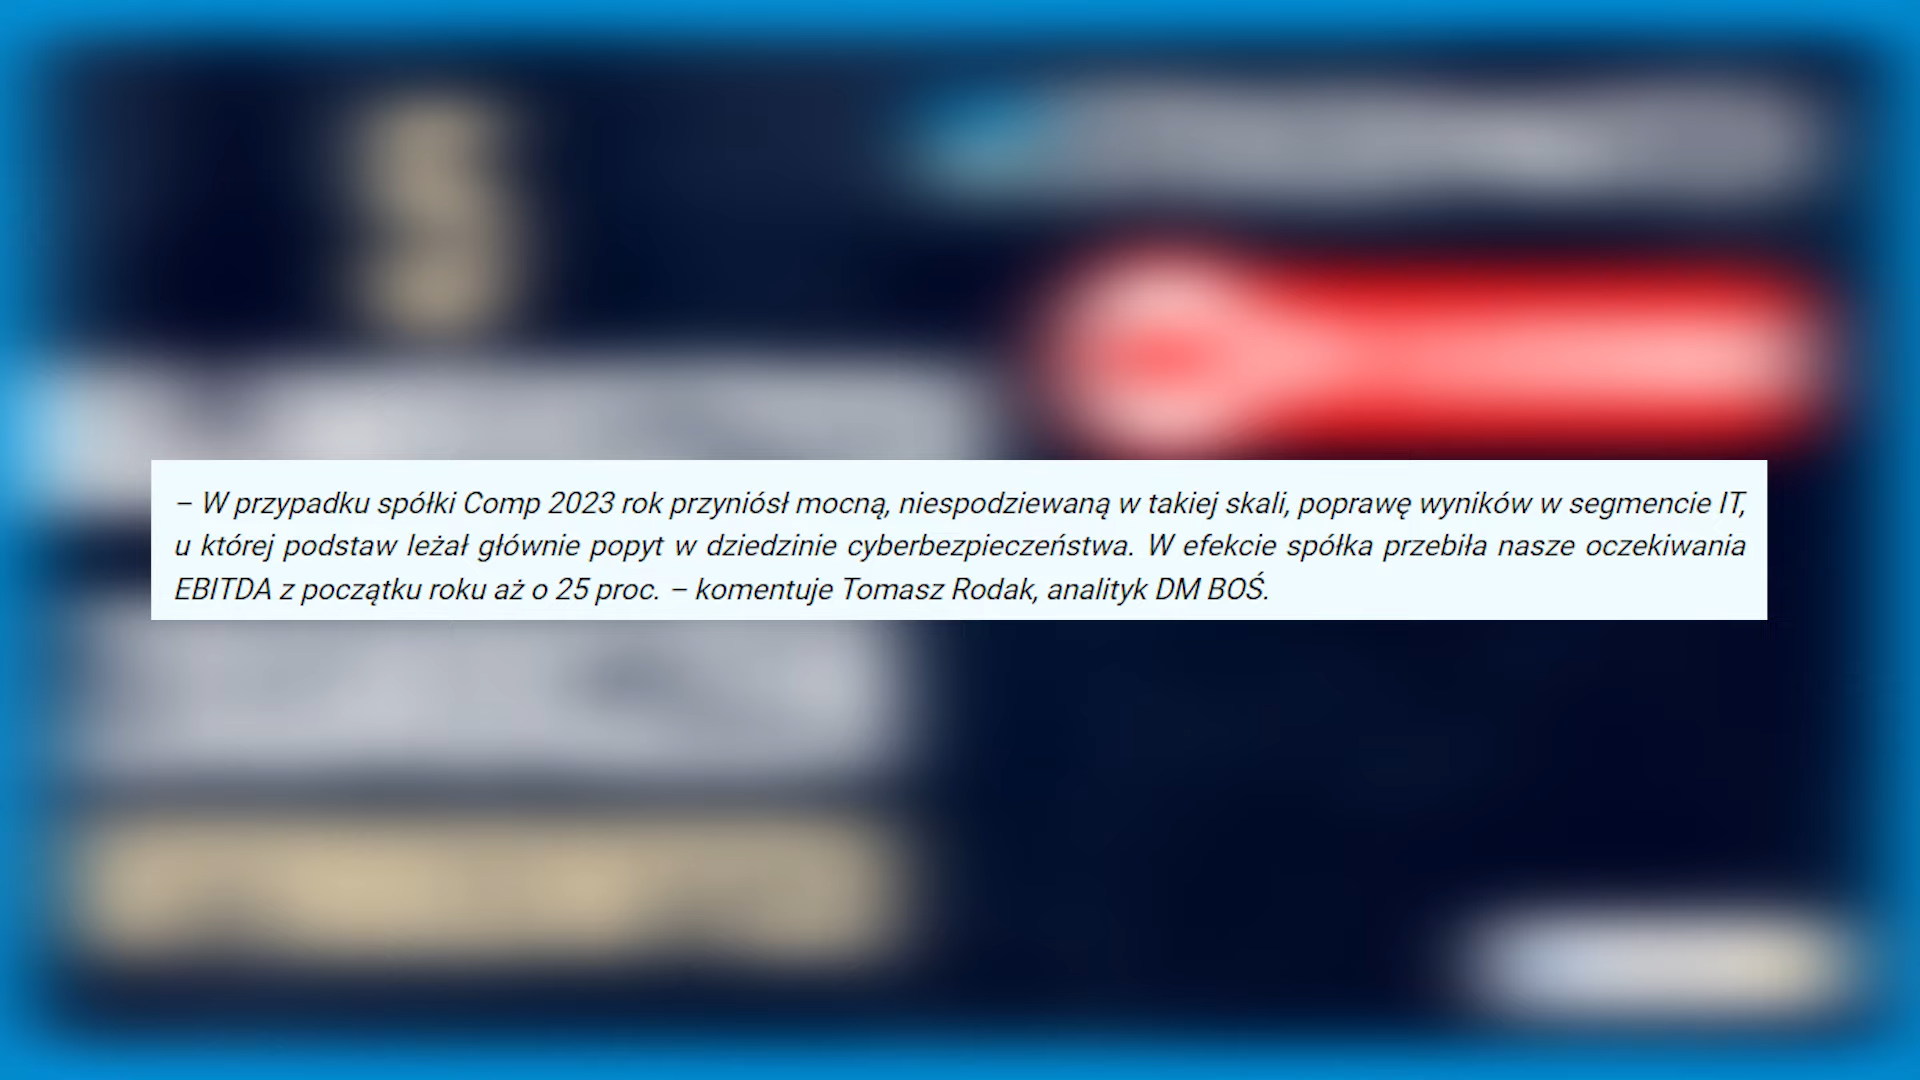 – W przypadku spółki Comp 2023 rok przyniósł mocną, niespodziewaną w takiej skali, poprawę wyników w segmencie IT,
u której podstaw leżał głównie popyt w dziedzinie cyberbezpieczeństwa. W efekcie spółka przebiła nasze oczekiwania
EBITDA z początku roku aż o 25 proc. – komentuje Tomasz Rodak, analityk DM BOŚ.